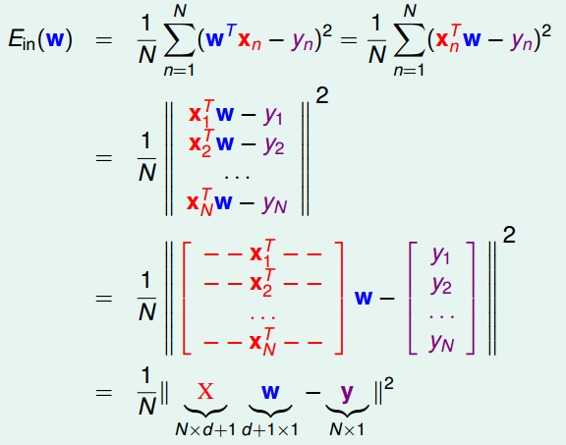 E_in(w) = 1/N ∑_{n=1}^{N} (w^T x_n − y_n)^2 = 1/N ∑_{n=1}^{N} (x_n^T w − y_n)^2
= 1/N ‖ x_1^T w − y_1
x_2^T w − y_2
...
x_N^T w − y_N ‖^2
= 1/N ‖ [ − − x_1^T − −
− − x_2^T − −
...
− − x_N^T − − ] w − [ y_1
y_2
...
y_N ] ‖^2
= 1/N ‖ X w − y ‖^2
N×d+1 d+1×1 N×1